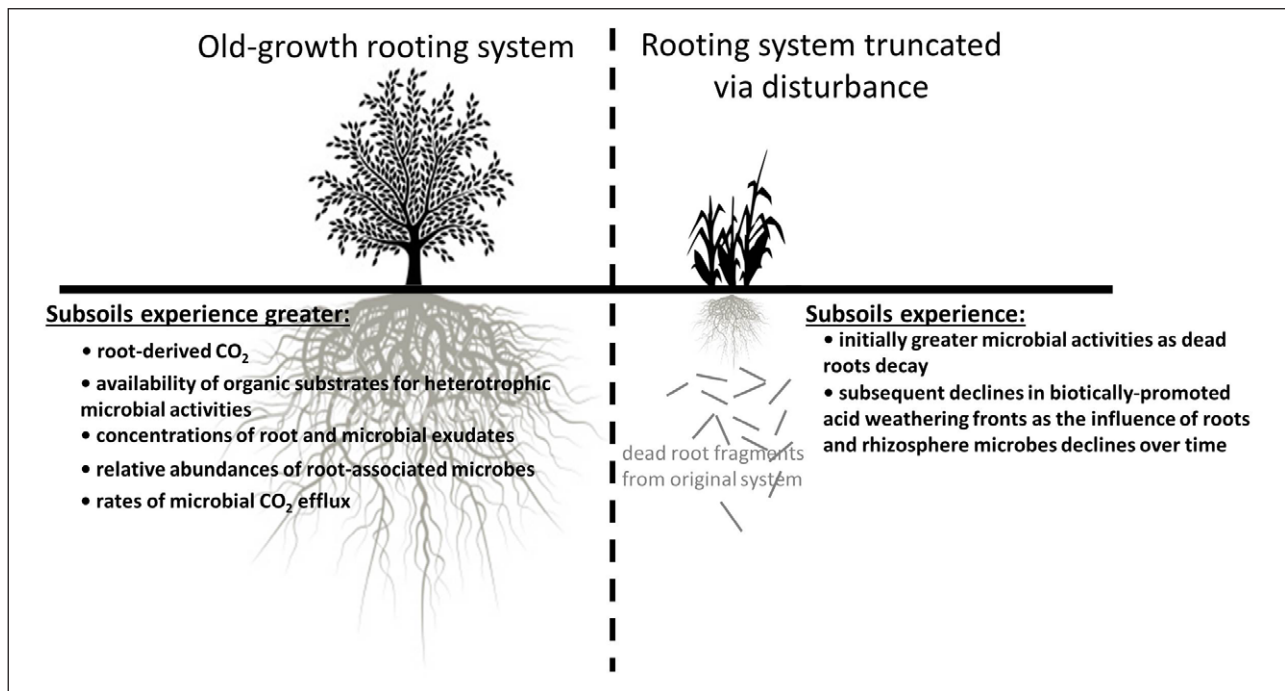 Old-growth rooting system
Rooting system truncated
via disturbance
Subsoils experience greater:
• root-derived CO₂
• availability of organic substrates for heterotrophic
microbial activities
• concentrations of root and microbial exudates
• relative abundances of root-associated microbes
• rates of microbial CO₂ efflux
dead root fragments
from original system
Subsoils experience:
• initially greater microbial activities as dead
roots decay
• subsequent declines in biotically-promoted
acid weathering fronts as the influence of roots
and rhizosphere microbes declines over time